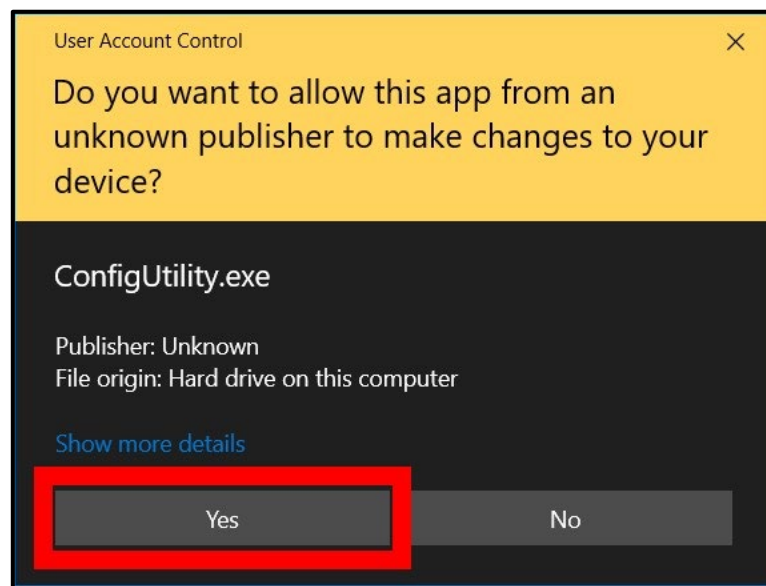 User Account Control
Do you want to allow this app from an
unknown publisher to make changes to your
device?
ConfigUtility.exe
Publisher: Unknown
File origin: Hard drive on this computer
Show more details
Yes
No